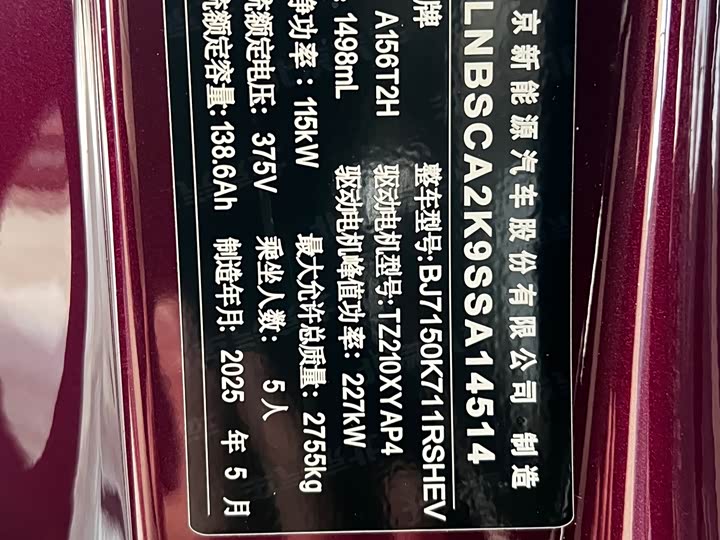 京新能源汽车股份有限公司 制造
LNBSCA2K9SSA14514
牌 整车型号:BJ7150K711RSHEV
A156T2H 驱动电机型号:TZ210XYAP4
: 1498mL 驱动电机峰值功率: 227kW
净功率: 115kW 最大允许总质量: 2755kg
额定电压: 375V 乘坐人数: 5人
额定容量:138.6Ah 制造年月: 2025 年 5 月